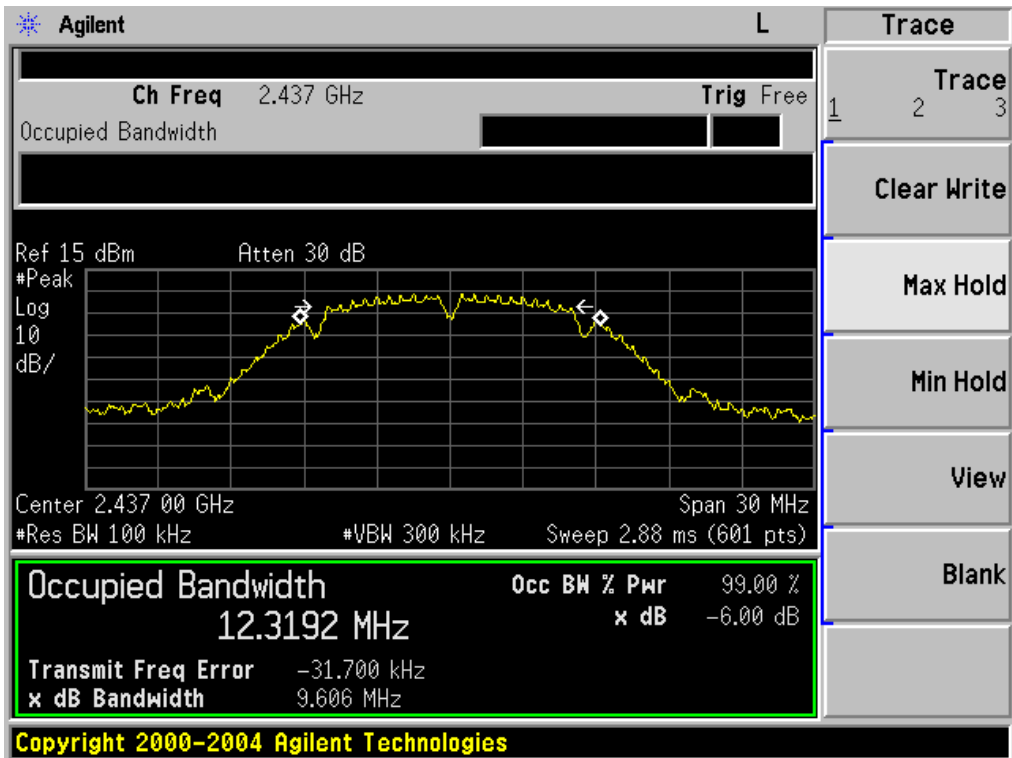 Agilent L
Ch Freq 2.437 GHz Trig Free
Occupied Bandwidth
Ref 15 dBm Atten 30 dB
#Peak
Log
10
dB/
Center 2.437 00 GHz Span 30 MHz
#Res BW 100 kHz #VBW 300 kHz Sweep 2.88 ms (601 pts)
Occupied Bandwidth
12.3192 MHz
Occ BW % Pwr 99.00 %
x dB -6.00 dB
Transmit Freq Error -31.700 kHz
x dB Bandwidth 9.606 MHz
Copyright 2000-2004 Agilent Technologies
Trace
Trace
1 2 3
Clear Write
Max Hold
Min Hold
View
Blank